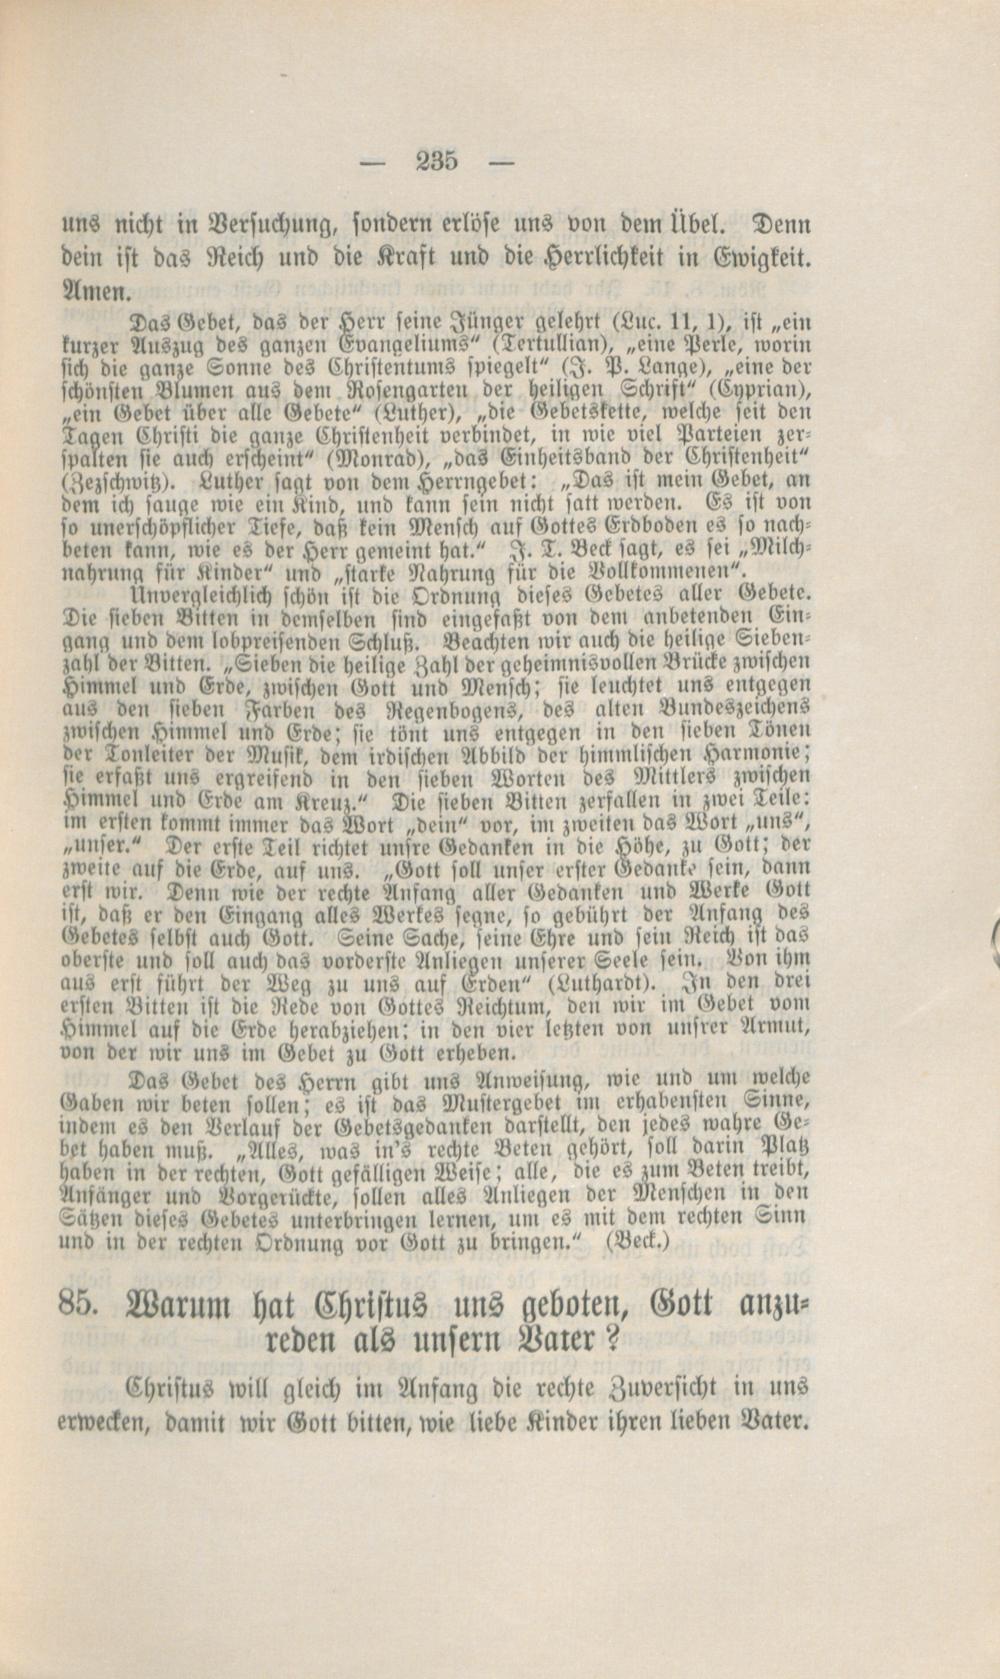 — 235 —
uns nicht in Versuchung, sondern erlöse uns von dem Übel. Denn
dein ist das Reich und die Kraft und die Herrlichkeit in Ewigkeit.
Amen.
Das Gebet, das der Herr seine Jünger gelehrt (Luc. 11, 1), ist „ein
kurzer Auszug des ganzen Evangeliums“ (Tertullian), „eine Perle, worin
sich die ganze Sonne des Christentums spiegelt“ (J. P. Lange), „eine der
schönsten Blumen aus dem Rosengarten der heiligen Schrift“ (Cyprian),
„ein Gebet über alle Gebete“ (Luther), „die Gebetskette, welche seit den
Tagen Christi die ganze Christenheit verbindet, in wie viel Parteien zer-
spalten sie auch erscheint“ (Monrad), „das Einheitsband der Christenheit“
(Zezschwitz). Luther sagt von dem Herrngebet: „Das ist mein Gebet, an
dem ich sauge wie ein Kind, und kann sein nicht satt werden. Es ist von
so unerschöpflicher Tiefe, daß kein Mensch auf Gottes Erdboden es so nach-
beten kann, wie es der Herr gemeint hat.“ J. T. Beck sagt, es sei „Milch-
nahrung für Kinder“ und „starke Nahrung für die Vollkommenen“.
Unvergleichlich schön ist die Ordnung dieses Gebetes aller Gebete.
Die sieben Bitten in demselben sind eingefaßt von dem anbetenden Ein-
gang und dem lobpreisenden Schluß. Beachten wir auch die heilige Sieben-
zahl der Bitten. „Sieben die heilige Zahl der geheimnisvollen Brücke zwischen
Himmel und Erde, zwischen Gott und Mensch; sie leuchtet uns entgegen
aus den sieben Farben des Regenbogens, des alten Bundeszeichens
zwischen Himmel und Erde; sie tönt uns entgegen in den sieben Tönen
der Tonleiter der Musik, dem irdischen Abbild der himmlischen Harmonie;
sie erfaßt uns ergreifend in den sieben Worten des Mittlers zwischen
Himmel und Erde am Kreuz.“ Die sieben Bitten zerfallen in zwei Teile:
im ersten kommt immer das Wort „dein“ vor, im zweiten das Wort „uns“,
„unser.“ Der erste Teil richtet unsre Gedanken in die Höhe, zu Gott; der
zweite auf die Erde, auf uns. „Gott soll unser erster Gedanke sein, dann
erst wir. Denn wie der rechte Anfang aller Gedanken und Werke Gott
ist, daß er den Eingang alles Werkes segne, so gebührt der Anfang des
Gebetes selbst auch Gott. Seine Sache, seine Ehre und sein Reich ist das
oberste und soll auch das vorderste Anliegen unserer Seele sein. Von ihm
aus erst führt der Weg zu uns auf Erden“ (Luthardt). In den drei
ersten Bitten ist die Rede von Gottes Reichtum, den wir im Gebet vom
Himmel auf die Erde herabziehen; in den vier letzten von unsrer Armut,
von der wir uns im Gebet zu Gott erheben.
Das Gebet des Herrn gibt uns Anweisung, wie und um welche
Gaben wir beten sollen; es ist das Mustergebet im erhabensten Sinne,
indem es den Verlauf der Gebetsgedanken darstellt, den jedes wahre Ge-
bet haben muß. „Alles, was in's rechte Beten gehört, soll darin Platz
haben in der rechten, Gott gefälligen Weise; alle, die es zum Beten treibt,
Anfänger und Vorgerückte, sollen alles Anliegen der Menschen in den
Sätzen dieses Gebetes unterbringen lernen, um es mit dem rechten Sinn
und in der rechten Ordnung vor Gott zu bringen.“ (Beck.)
85. Warum hat Christus uns geboten, Gott anzu-
reden als unsern Vater?
Christus will gleich im Anfang die rechte Zuversicht in uns
erwecken, damit wir Gott bitten, wie liebe Kinder ihren lieben Vater.